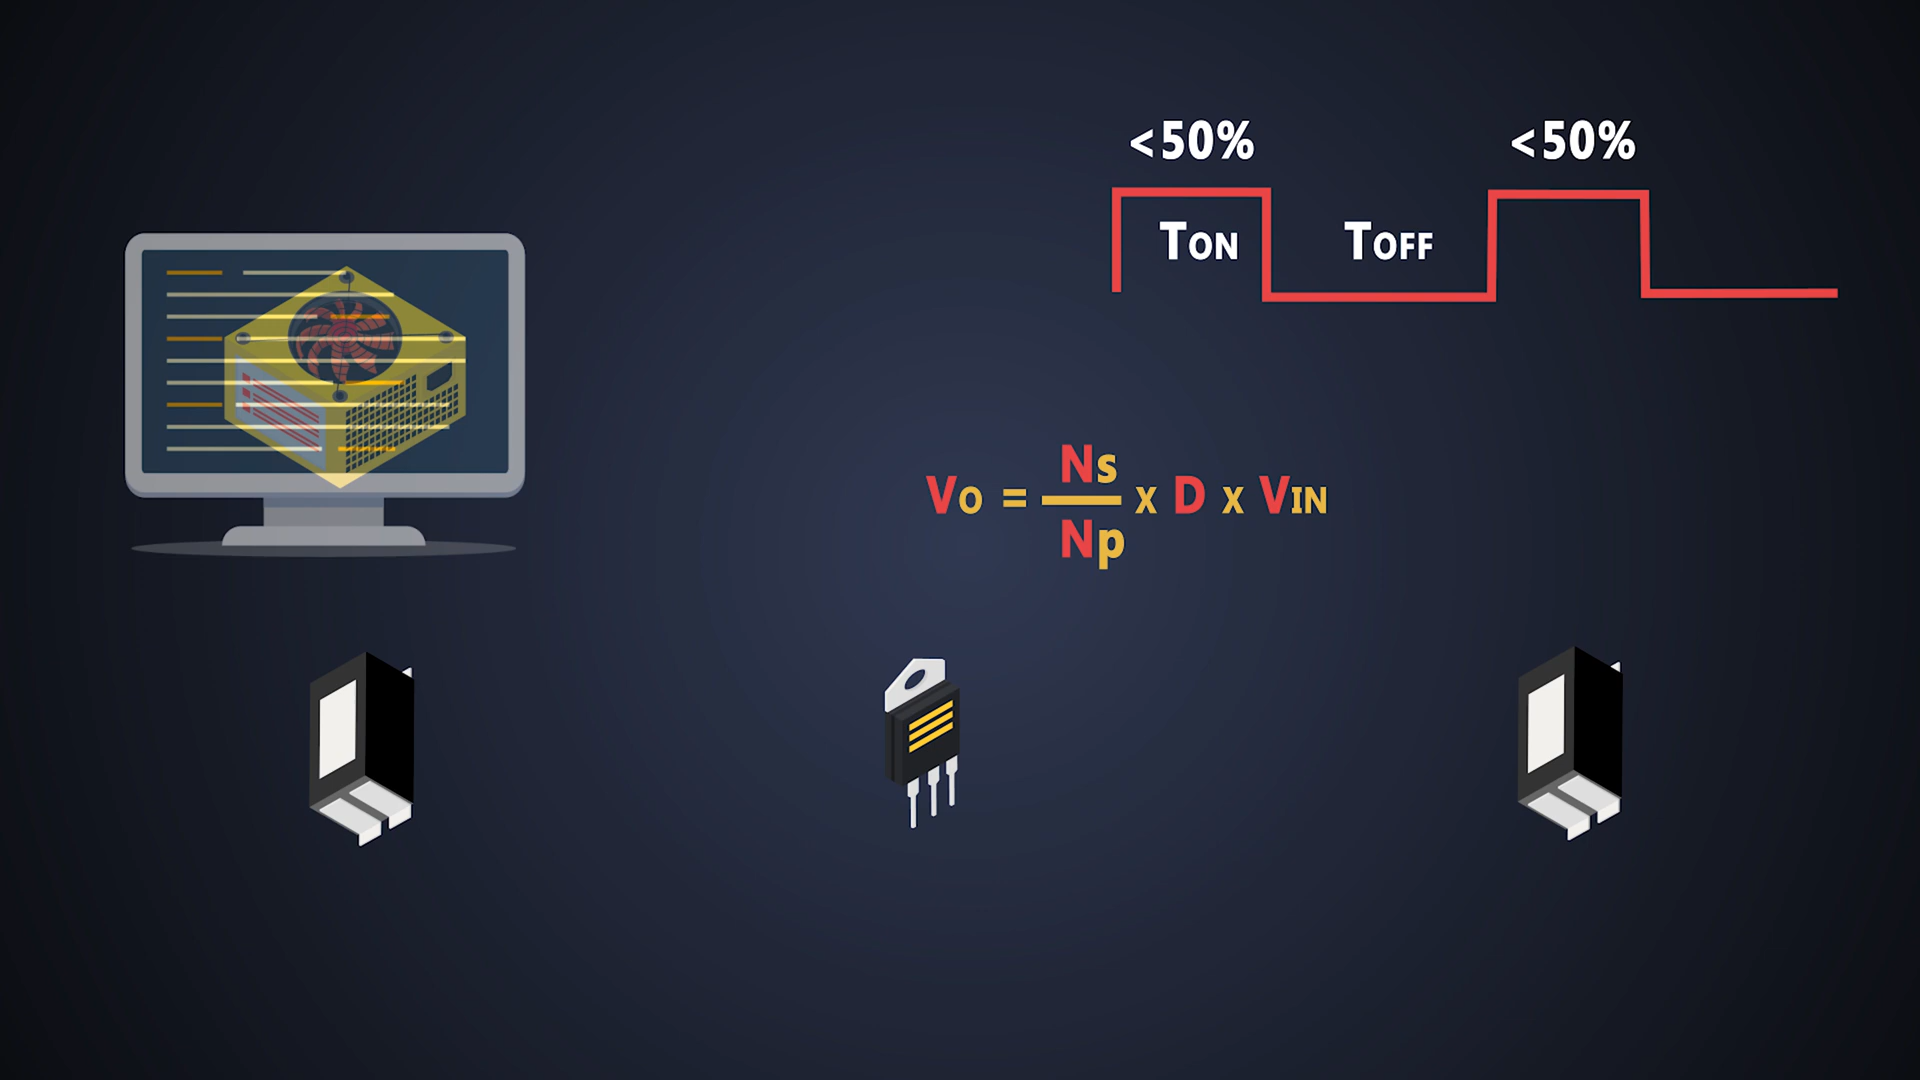 <50% <50%
TON TOFF
VO = Ns/Np x D x VIN